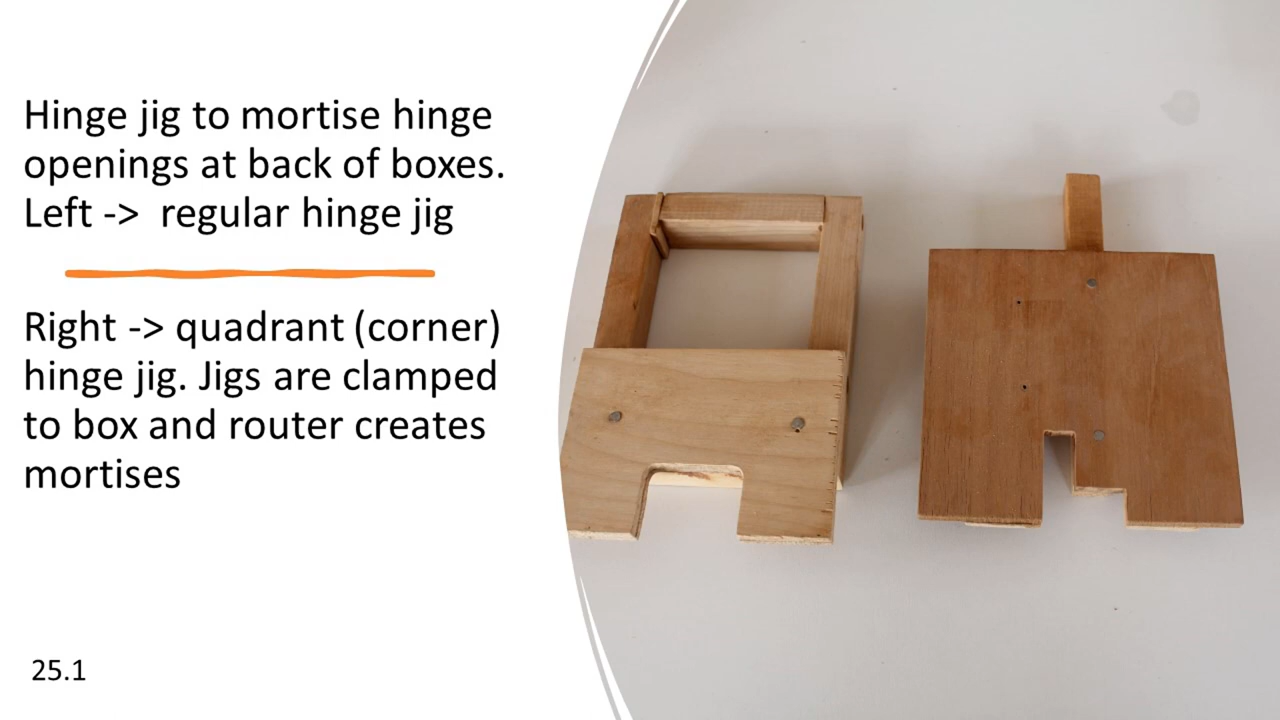 Hinge jig to mortise hinge
openings at back of boxes.
Left ->  regular hinge jig
Right -> quadrant (corner)
hinge jig. Jigs are clamped
to box and router creates
mortises
25.1